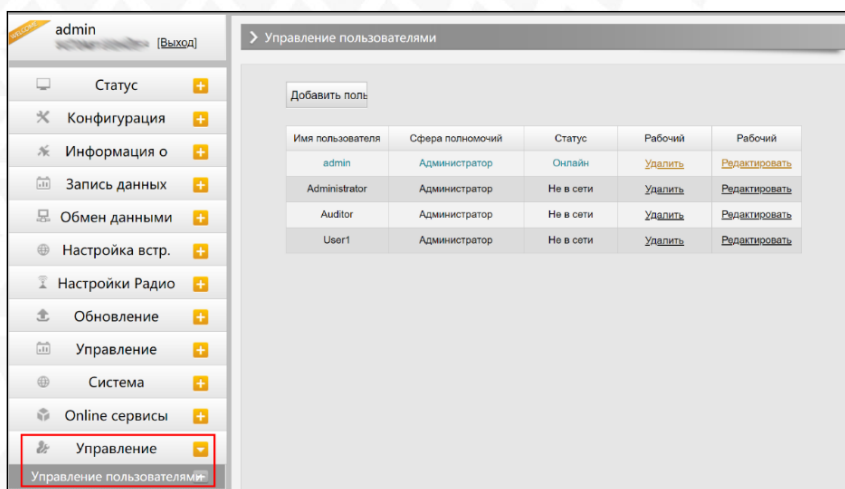 WELCOME
admin
[Выход]
Статус
Конфигурация
Информация о
Запись данных
Обмен данными
Настройка встр.
Настройки Радио
Обновление
Управление
Система
Online сервисы
Управление
Управление пользователями
Управление пользователями
Добавить поль
Имя пользователя Сфера полномочий Статус Рабочий Рабочий
admin Администратор Онлайн Удалить Редактировать
Administrator Администратор Не в сети Удалить Редактировать
Auditor Администратор Не в сети Удалить Редактировать
User1 Администратор Не в сети Удалить Редактировать